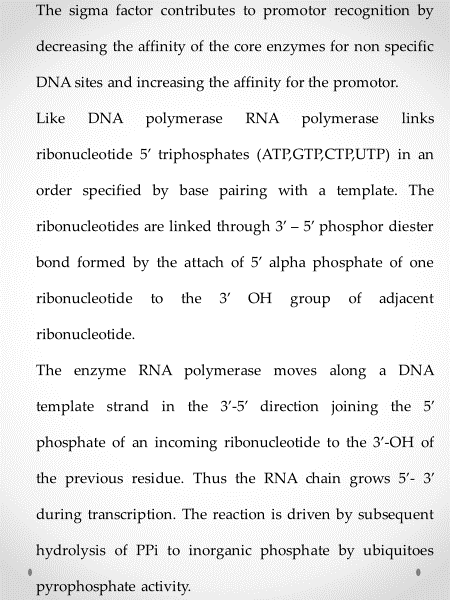 The sigma factor contributes to promotor recognition by
decreasing the affinity of the core enzymes for non specific
DNA sites and increasing the affinity for the promotor.
Like DNA polymerase RNA polymerase links
ribonucleotide 5’ triphosphates (ATP,GTP,CTP,UTP) in an
order specified by base pairing with a template. The
ribonucleotides are linked through 3’ – 5’ phosphor diester
bond formed by the attach of 5’ alpha phosphate of one
ribonucleotide to the 3’ OH group of adjacent
ribonucleotide.
The enzyme RNA polymerase moves along a DNA
template strand in the 3’-5’ direction joining the 5’
phosphate of an incoming ribonucleotide to the 3’-OH of
the previous residue. Thus the RNA chain grows 5’- 3’
during transcription. The reaction is driven by subsequent
hydrolysis of PPi to inorganic phosphate by ubiquitoes
pyrophosphate activity.